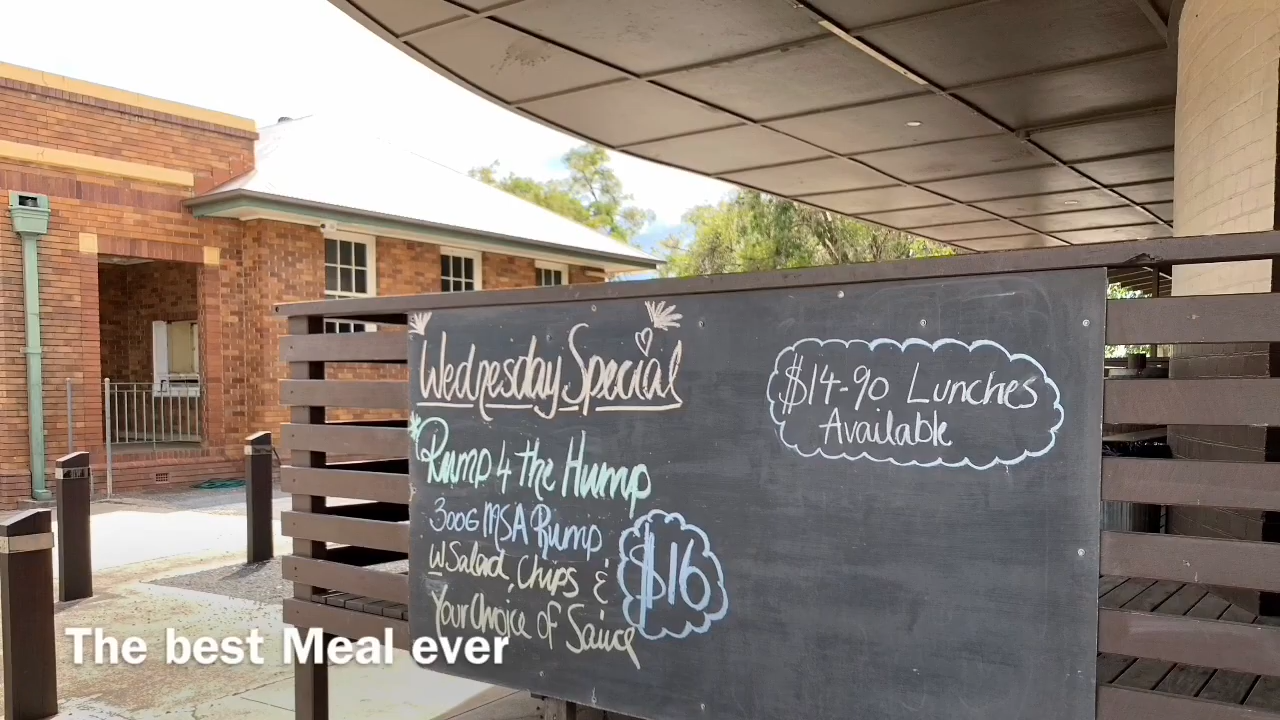 Wednesday Special
Rump 4 the Hump
300G MSA Rump
W Salad, Chips &
Your Choice of Sauce
$16
$14-90 Lunches
Available
The best Meal ever